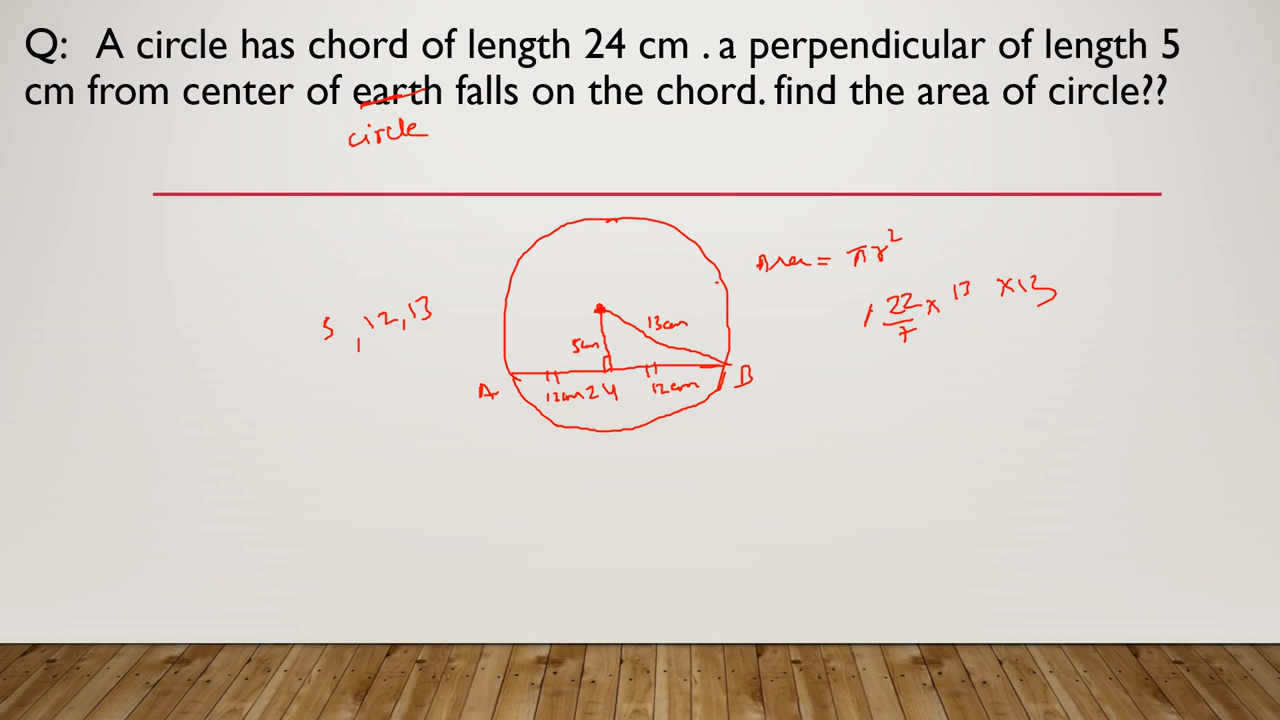 Q: A circle has chord of length 24 cm . a perpendicular of length 5
cm from center of earth falls on the chord. find the area of circle??
circle
Area = πr²
22/7 × 13 × 13
5, 12, 13
13cm
5cm
A 12cm 24 12cm B